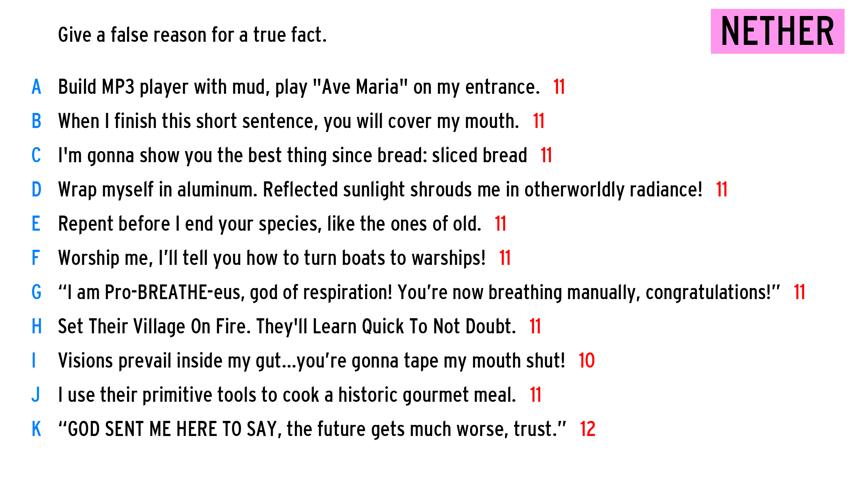 Give a false reason for a true fact.
NETHER
A Build MP3 player with mud, play "Ave Maria" on my entrance. 11
B When I finish this short sentence, you will cover my mouth. 11
C I'm gonna show you the best thing since bread: sliced bread 11
D Wrap myself in aluminum. Reflected sunlight shrouds me in otherworldly radiance! 11
E Repent before I end your species, like the ones of old. 11
F Worship me, I'll tell you how to turn boats to warships! 11
G “I am Pro-BREATHE-eus, god of respiration! You’re now breathing manually, congratulations!” 11
H Set Their Village On Fire. They'll Learn Quick To Not Doubt. 11
I Visions prevail inside my gut...you’re gonna tape my mouth shut! 10
J I use their primitive tools to cook a historic gourmet meal. 11
K “GOD SENT ME HERE TO SAY, the future gets much worse, trust.” 12